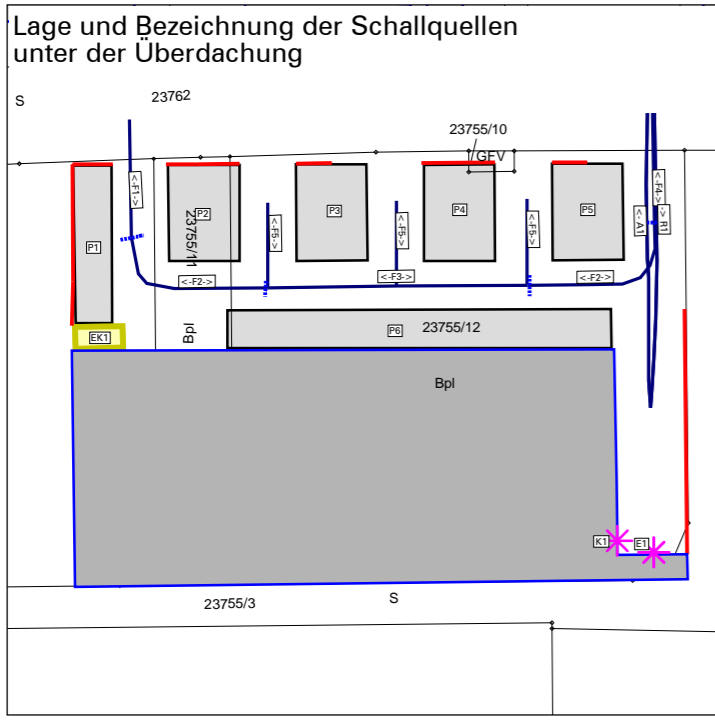 Lage und Bezeichnung der Schallquellen
unter der Überdachung
S
23762
23755/10
GFV
<-F1->
P1
P2
23755/11
<-F5->
P3
<-F5->
P4
<-F5->
P5
<- A1
<-F4->
-> R1
<-F2->
<-F3->
<-F2->
EK1
Bpl
P6
23755/12
Bpl
K1
E1
23755/3
S